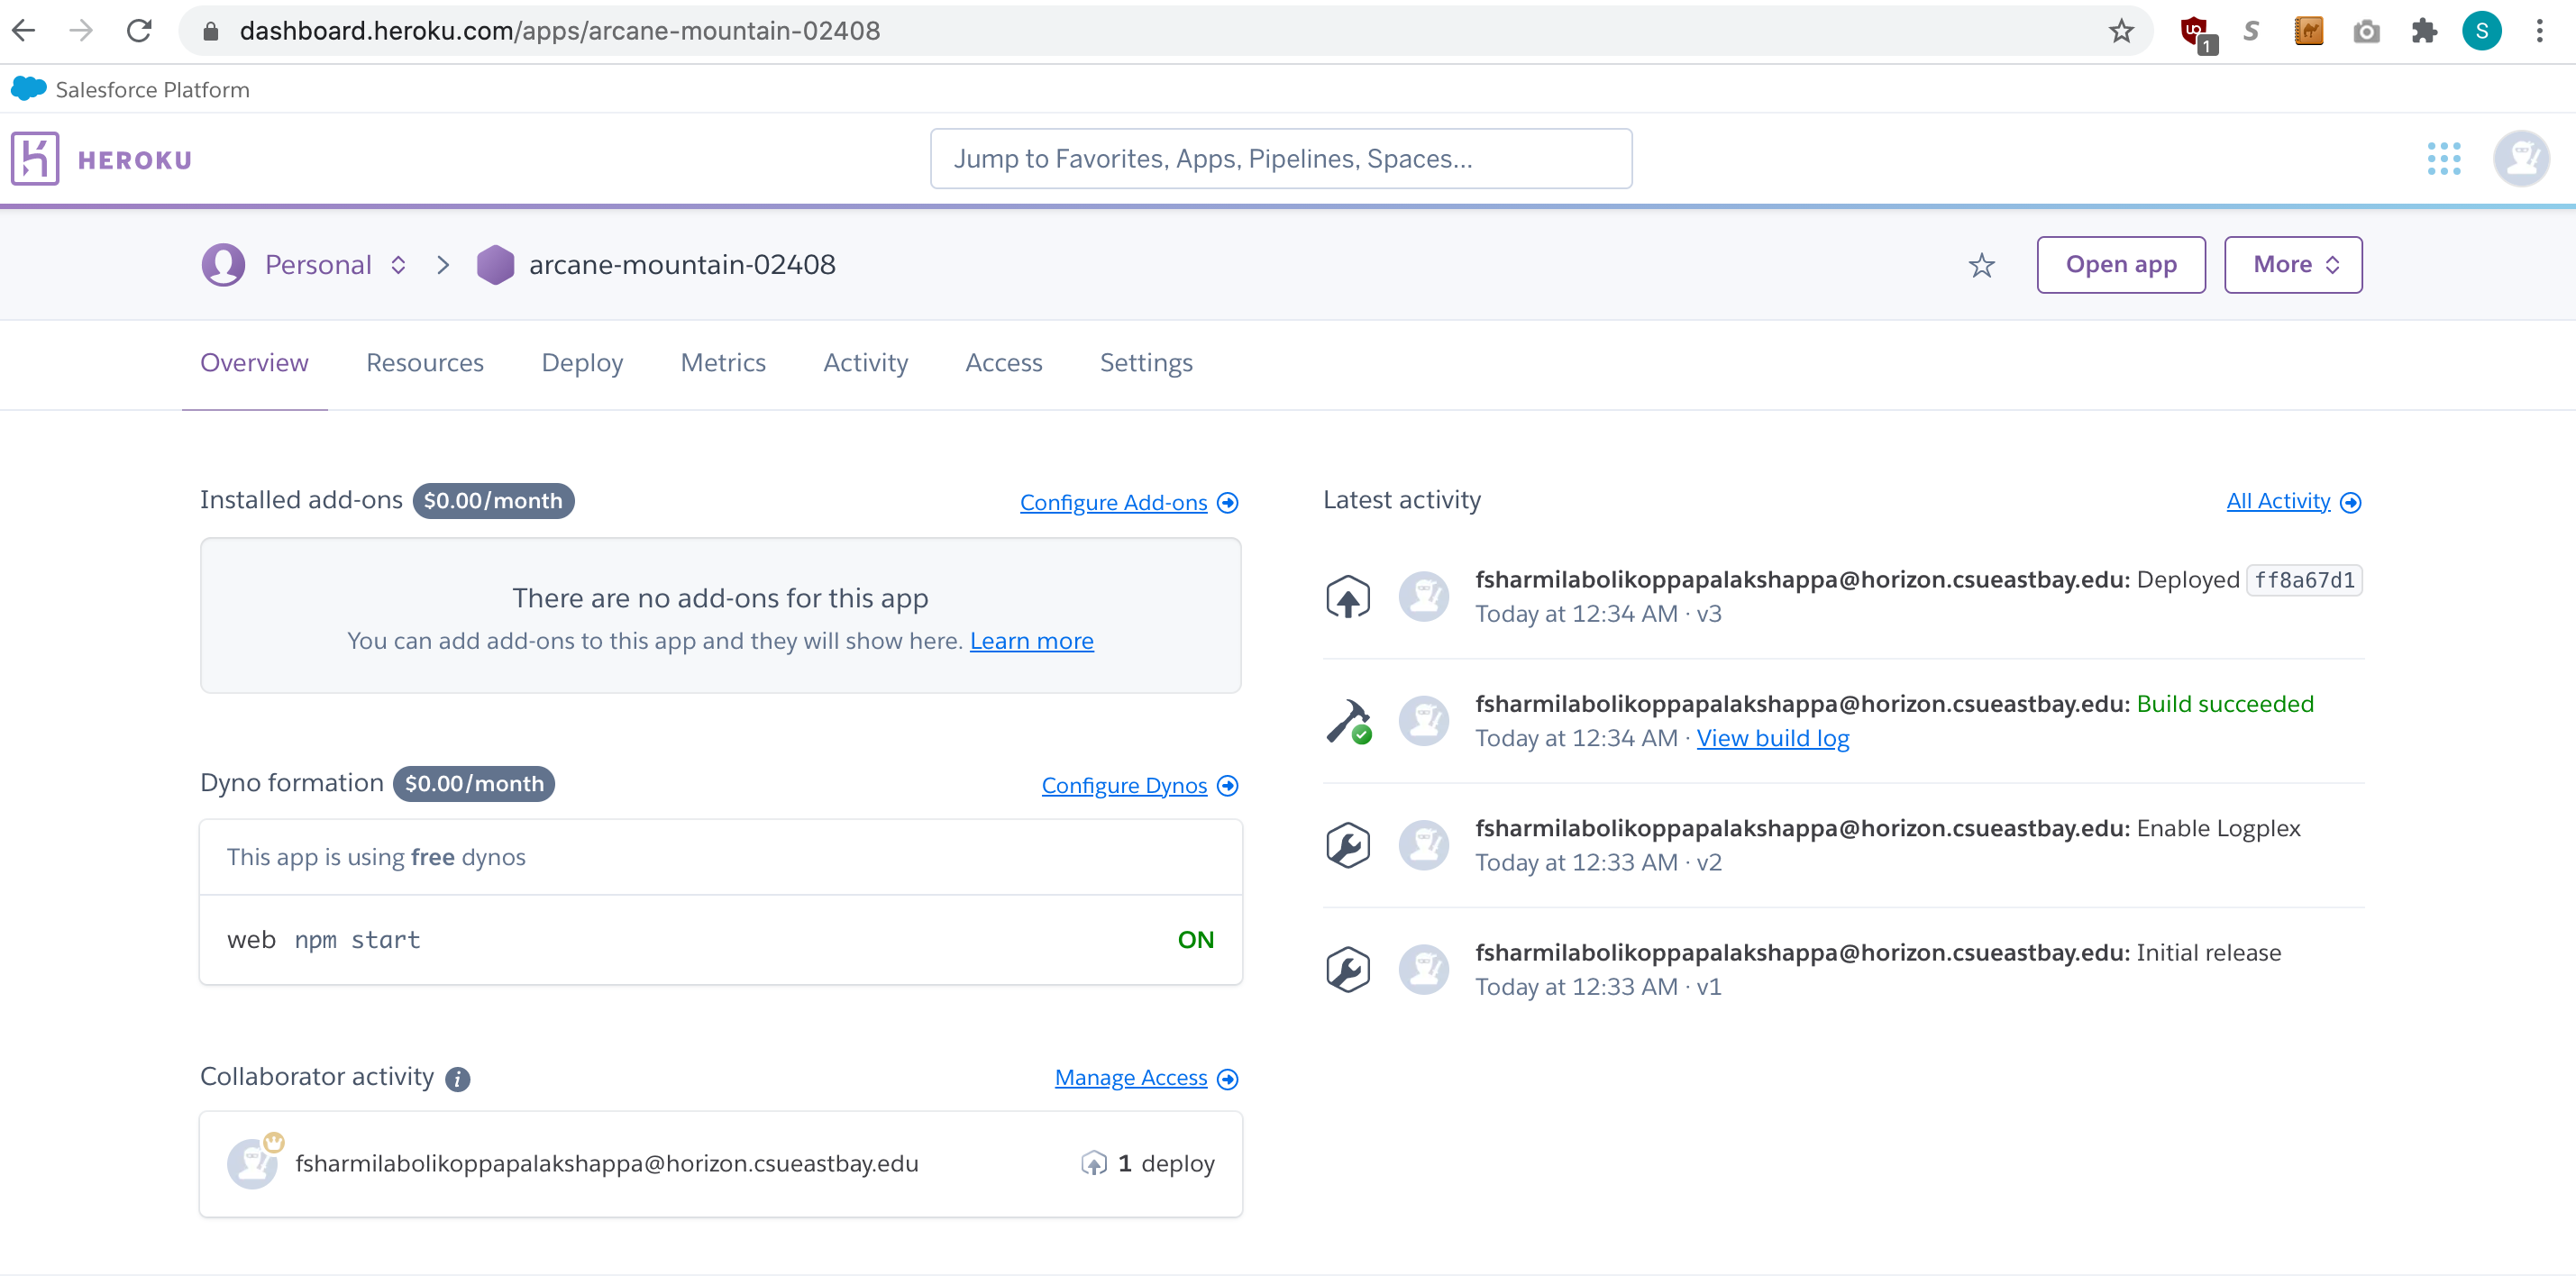 dashboard.heroku.com/apps/arcane-mountain-02408
1
S
S
Salesforce Platform
HEROKU
Jump to Favorites, Apps, Pipelines, Spaces...
Personal
arcane-mountain-02408
Open app
More
Overview
Resources
Deploy
Metrics
Activity
Access
Settings
Installed add-ons $0.00/month
Configure Add-ons
There are no add-ons for this app
You can add add-ons to this app and they will show here. Learn more
Dyno formation $0.00/month
Configure Dynos
This app is using free dynos
web npm start ON
Collaborator activity
Manage Access
fsharmilabolikoppapalakshappa@horizon.csueastbay.edu 1 deploy
Latest activity
All Activity
fsharmilabolikoppapalakshappa@horizon.csueastbay.edu: Deployed ff8a67d1
Today at 12:34 AM · v3
fsharmilabolikoppapalakshappa@horizon.csueastbay.edu: Build succeeded
Today at 12:34 AM · View build log
fsharmilabolikoppapalakshappa@horizon.csueastbay.edu: Enable Logplex
Today at 12:33 AM · v2
fsharmilabolikoppapalakshappa@horizon.csueastbay.edu: Initial release
Today at 12:33 AM · v1